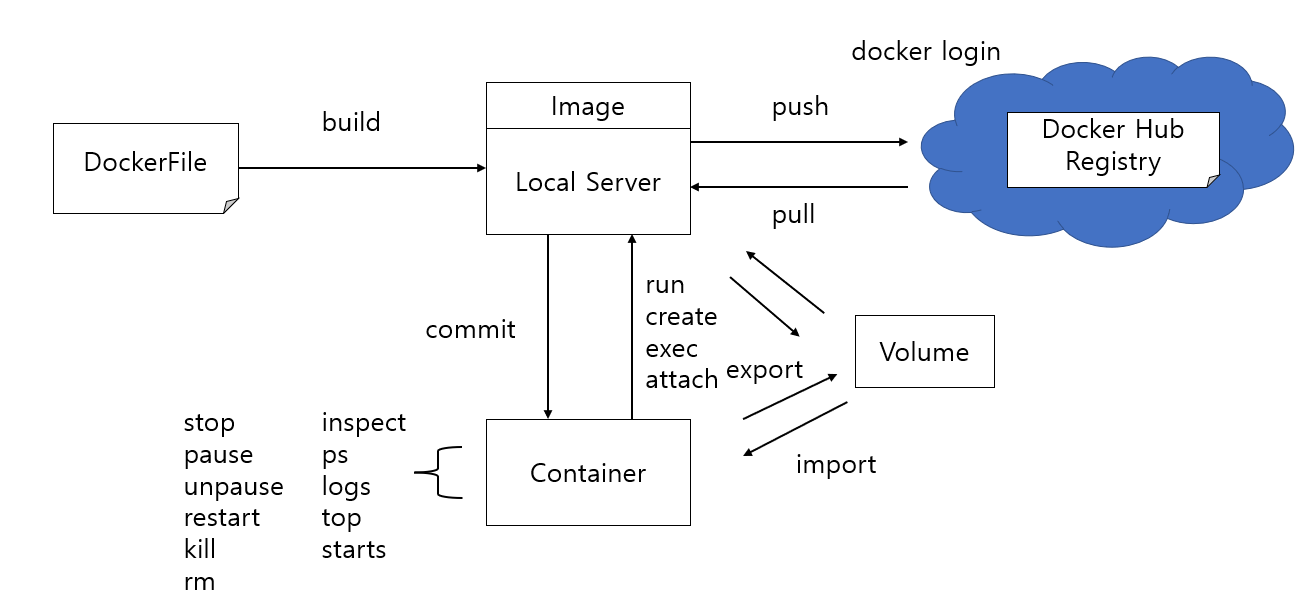 docker login
Image
push
Docker Hub
Registry
build
DockerFile
Local Server
pull
run
create
exec
attach
commit
Volume
export
import
Container
stop
pause
unpause
restart
kill
rm
inspect
ps
logs
top
starts